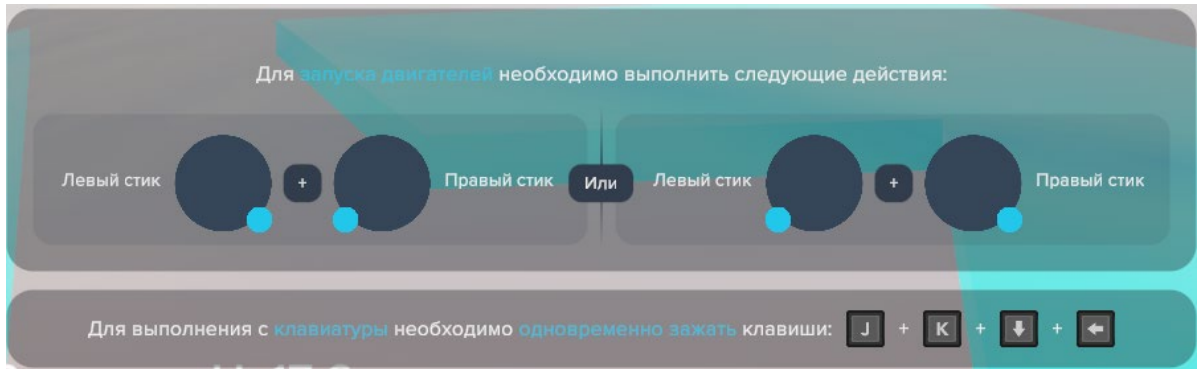 Для запуска двигателей необходимо выполнить следующие действия:
Левый стик + Правый стик Или Левый стик + Правый стик
Для выполнения с клавиатуры необходимо одновременно зажать клавиши: J + K + ↓ + ←